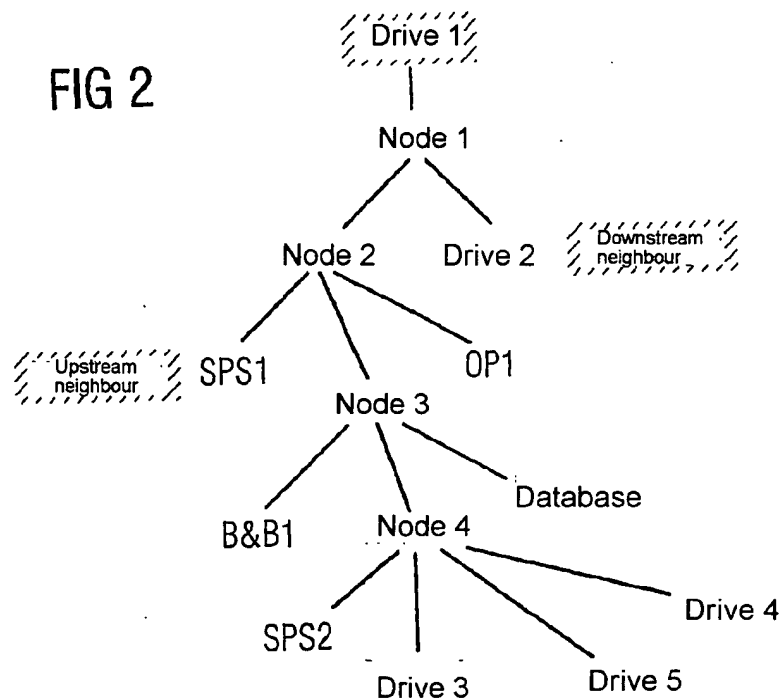 Drive 1
FIG 2
Node 1
Node 2
Drive 2
Downstream
neighbour
Upstream
neighbour
SPS1
OP1
Node 3
Database
B&B1
Node 4
Drive 4
SPS2
Drive 3
Drive 5